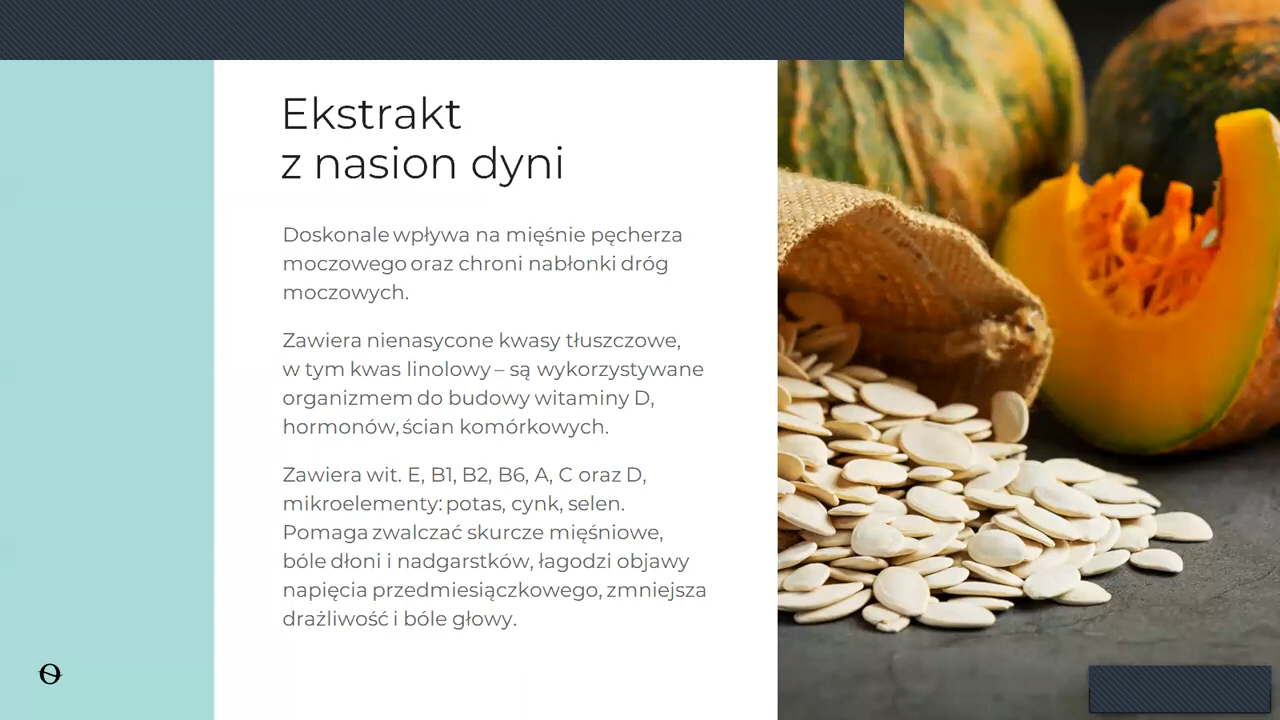 Ekstrakt
z nasion dyni
Doskonale wpływa na mięśnie pęcherza
moczowego oraz chroni nabłonki dróg
moczowych.
Zawiera nienasycone kwasy tłuszczowe,
w tym kwas linolowy – są wykorzystywane
organizmem do budowy witaminy D,
hormonów, ścian komórkowych.
Zawiera wit. E, B1, B2, B6, A, C oraz D,
mikroelementy: potas, cynk, selen.
Pomaga zwalczać skurcze mięśniowe,
bóle dłoni i nadgarstków, łagodzi objawy
napięcia przedmiesiączkowego, zmniejsza
drażliwość i bóle głowy.